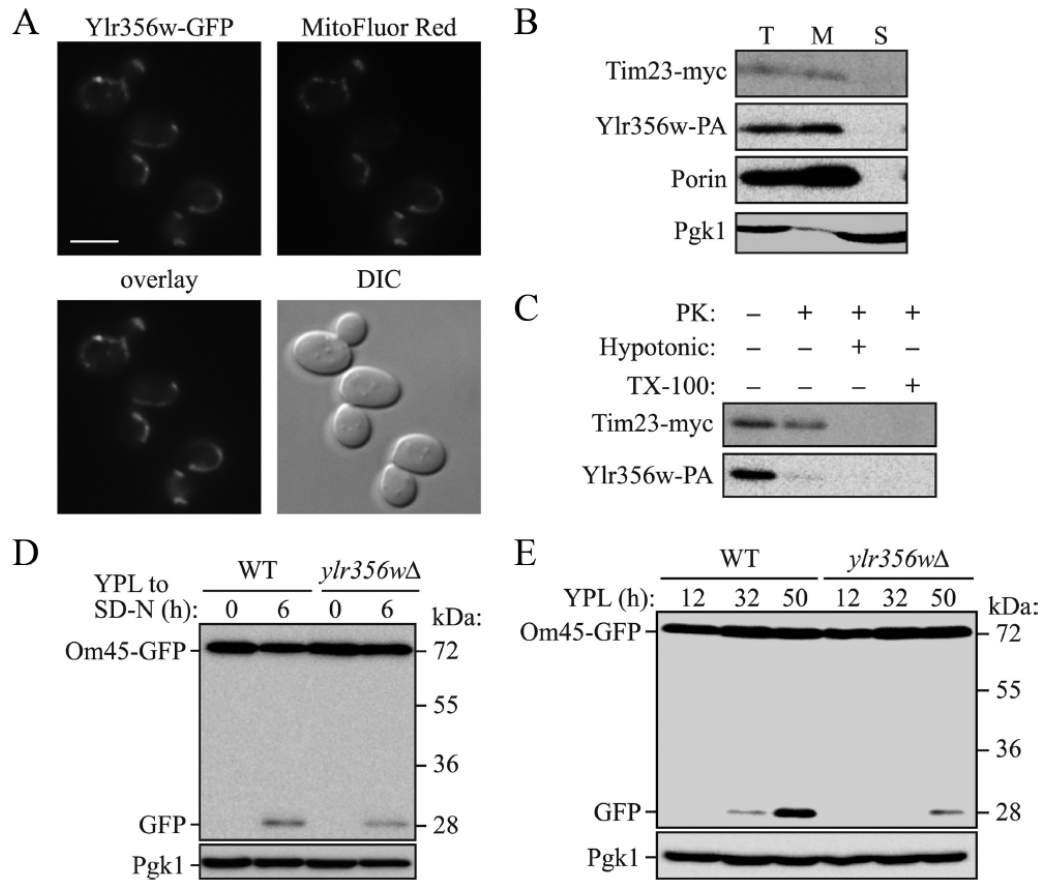 A
Ylr356w-GFP MitoFluor Red
overlay DIC
B
T M S
Tim23-myc
Ylr356w-PA
Porin
Pgk1
C
PK: – + + +
Hypotonic: – – + –
TX-100: – – – +
Tim23-myc
Ylr356w-PA
D
WT ylr356wΔ
YPL to
SD-N (h): 0 6 0 6 kDa:
Om45-GFP 72
55
36
GFP 28
Pgk1
E
WT ylr356wΔ
YPL (h): 12 32 50 12 32 50 kDa:
Om45-GFP 72
55
36
GFP 28
Pgk1